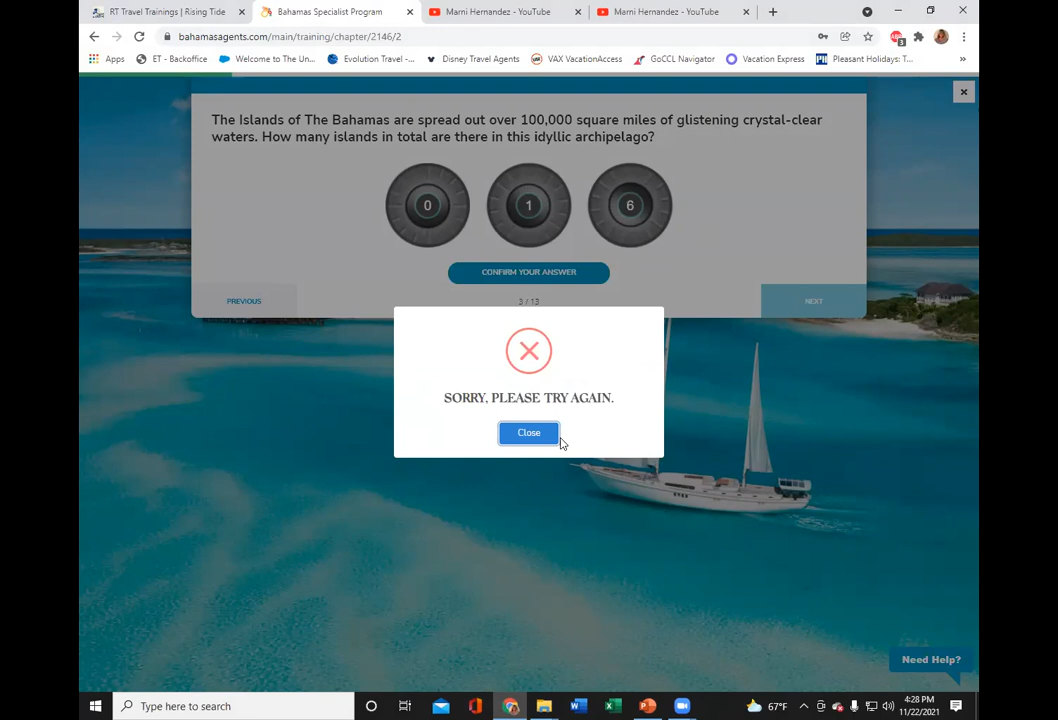 RT Travel Trainings | Rising Tide
Bahamas Specialist Program
Marni Hernandez - YouTube
Marni Hernandez - YouTube
bahamasagents.com/main/training/chapter/2146/2
3
Apps
ET - Backoffice
Welcome to The Un...
Evolution Travel -...
Disney Travel Agents
VAX VacationAccess
GoCCL Navigator
Vacation Express
PH
Pleasant Holidays: T...
»
The Islands of The Bahamas are spread out over 100,000 square miles of glistening crystal-clear
waters. How many islands in total are there in this idyllic archipelago?
0 1 6
CONFIRM YOUR ANSWER
PREVIOUS
3 / 13
NEXT
SORRY, PLEASE TRY AGAIN.
Close
Need Help?
Type here to search
67°F
4:28 PM
11/22/2021